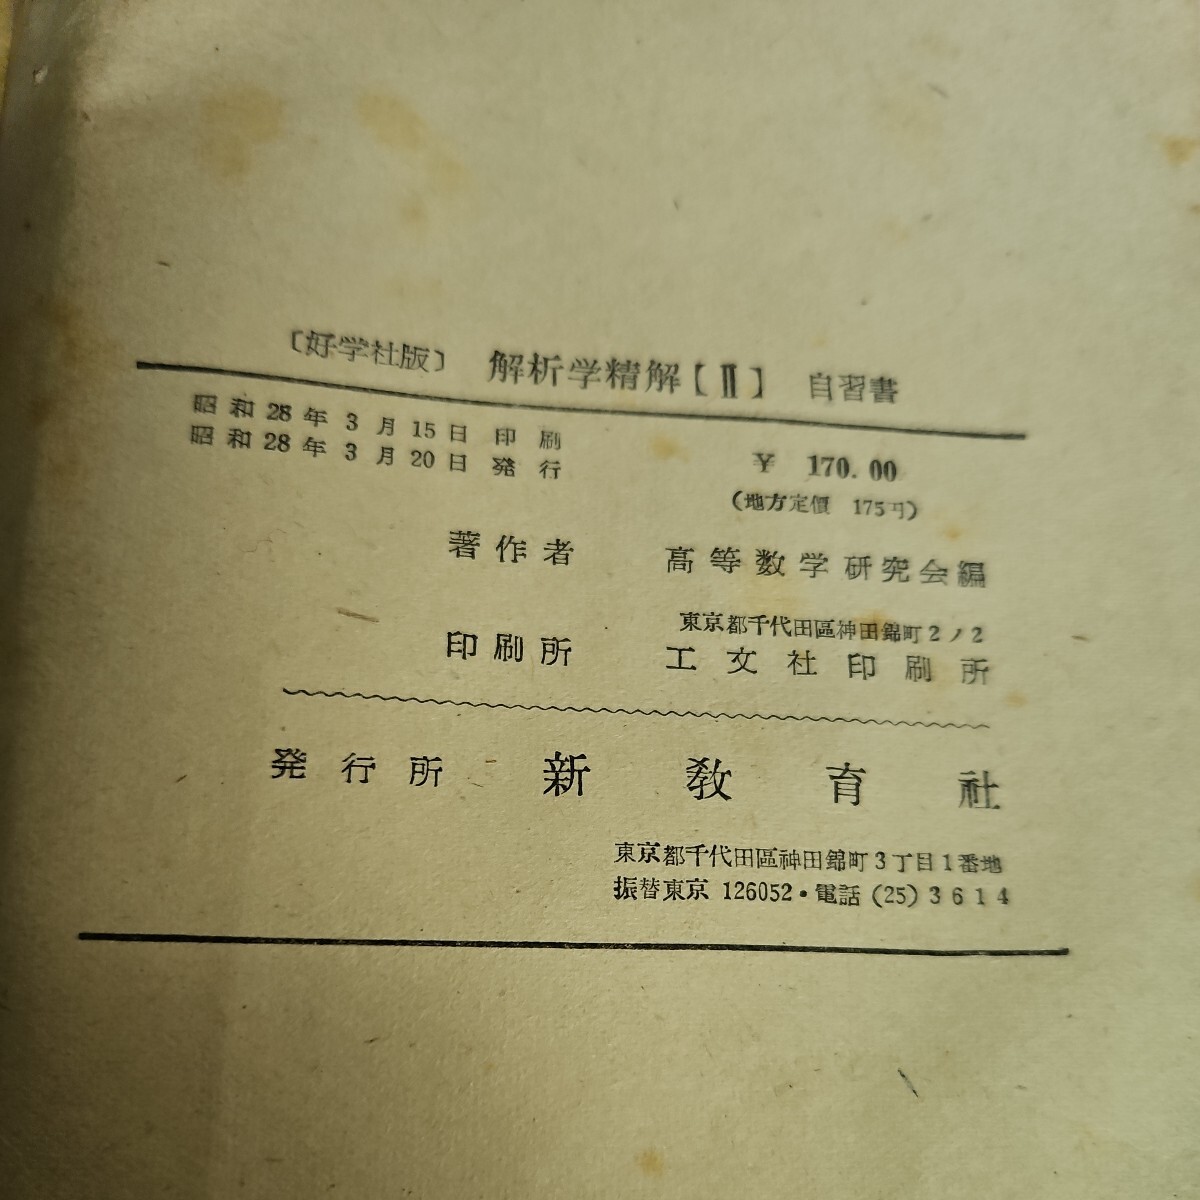 〔好学社版〕 解析学精解【Ⅱ】 自習書
昭和28年3月15日 印刷
昭和28年3月20日 発行
¥ 170.00
(地方定價 175円)
著作者 高等数学研究会編
東京都千代田區神田錦町2ノ2
印刷所 工文社印刷所
発行所 新教育社
東京都千代田區神田錦町3丁目1番地
振替東京 126052・電話 (25) 3614